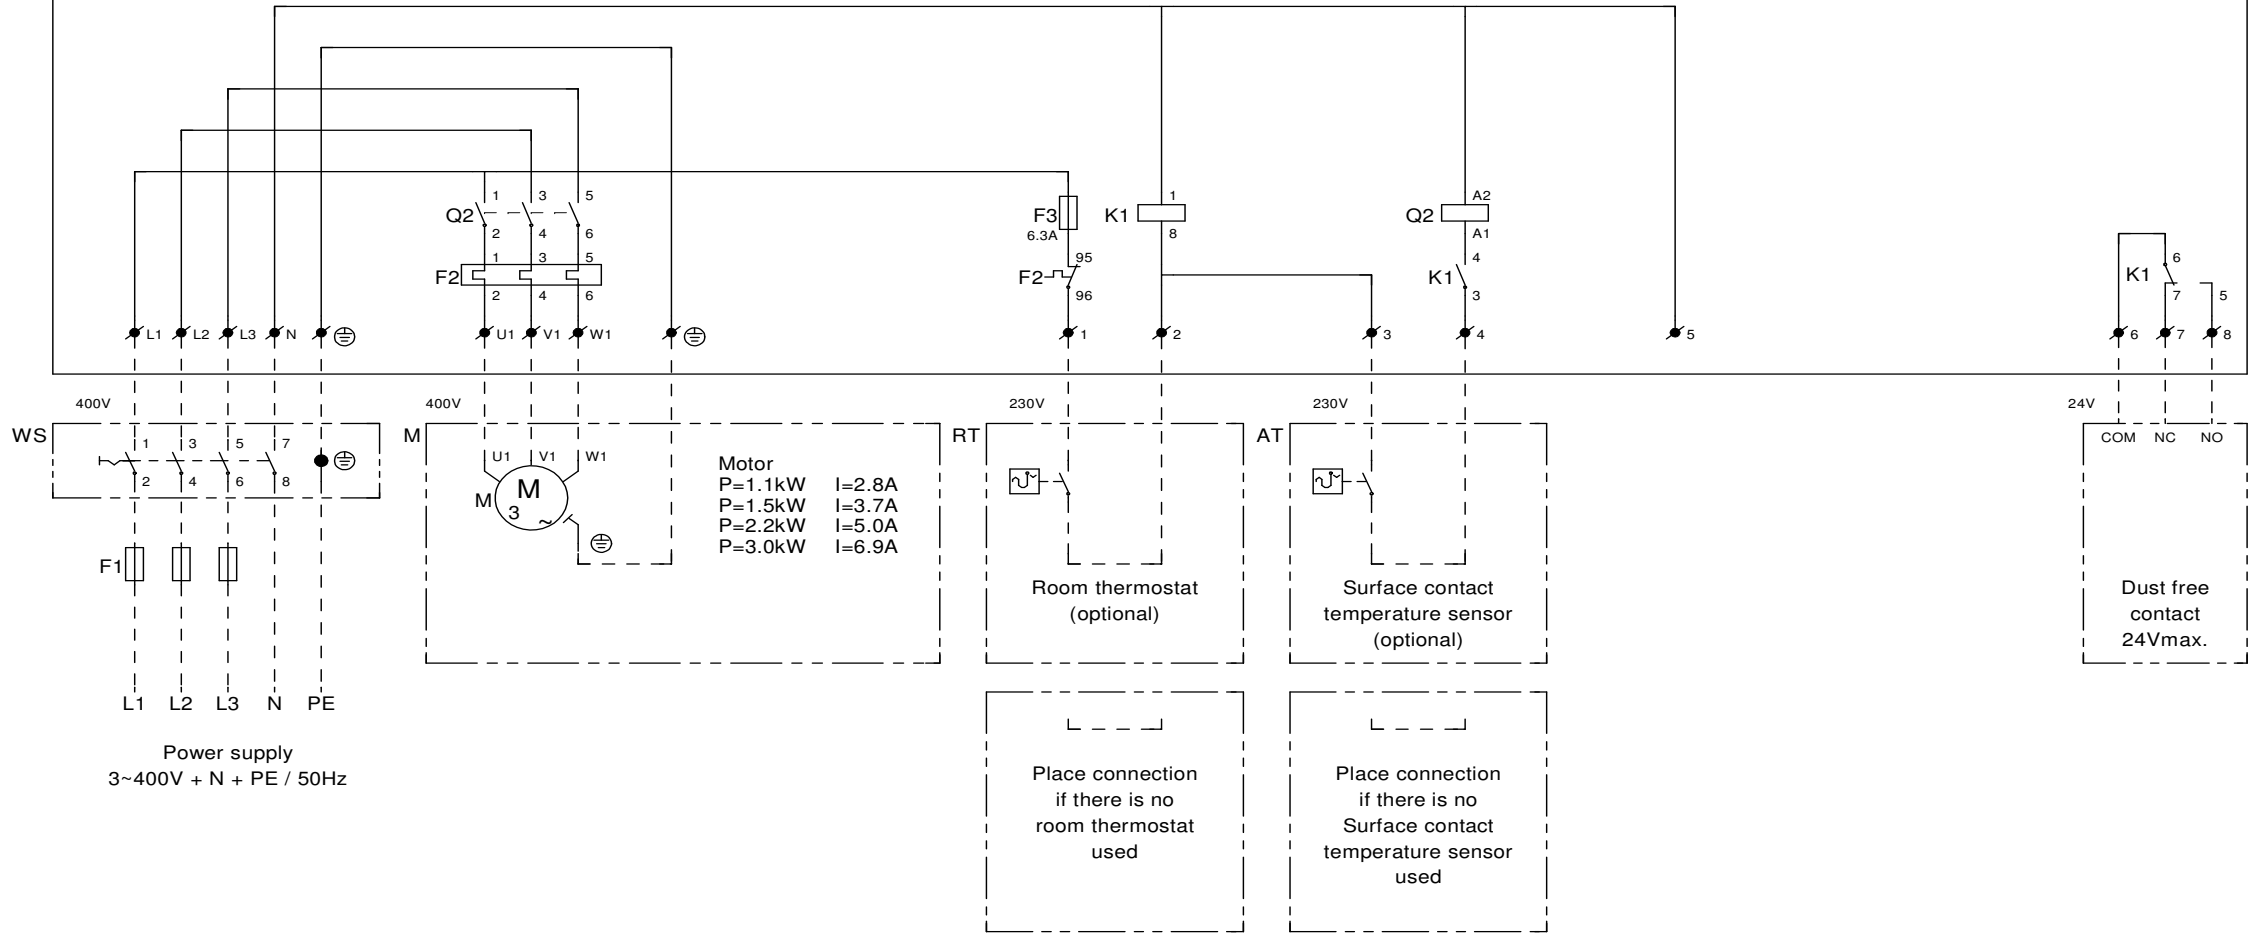 1 3 5 1 A2
Q2 F3 K1 Q2
2 4 6 6.3A 8 A1
1 3 5 95 4 6
F2 F2 K1 K1
2 4 6 96 3 7 5
L1 L2 L3 N U1 V1 W1 1 2 3 4 5 6 7 8
400V 400V 230V 230V 24V
WS M RT AT
1 3 5 7 COM NC NO
U1 V1 W1
2 4 6 8
M
M
3
~
Motor
P=1.1kW I=2.8A
P=1.5kW I=3.7A
P=2.2kW I=5.0A
P=3.0kW I=6.9A
F1
Room thermostat
(optional)
Surface contact
temperature sensor
(optional)
Dust free
contact
24Vmax.
L1 L2 L3 N PE
Power supply
3~400V + N + PE / 50Hz
Place connection
if there is no
room thermostat
used
Place connection
if there is no
Surface contact
temperature sensor
used